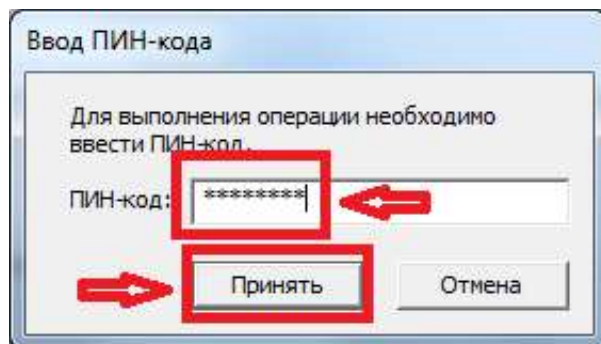 Ввод ПИН-кода
Для выполнения операции необходимо
ввести ПИН-код.
ПИН-код: ********
Принять Отмена